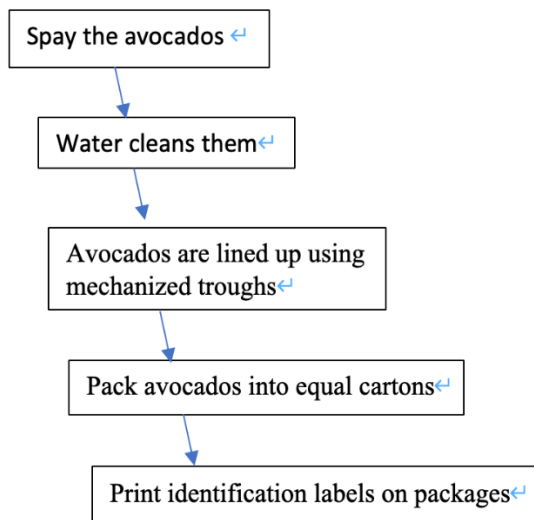 Spay the avocados ↵
Water cleans them↵
Avocados are lined up using
mechanized troughs↵
Pack avocados into equal cartons↵
Print identification labels on packages↵